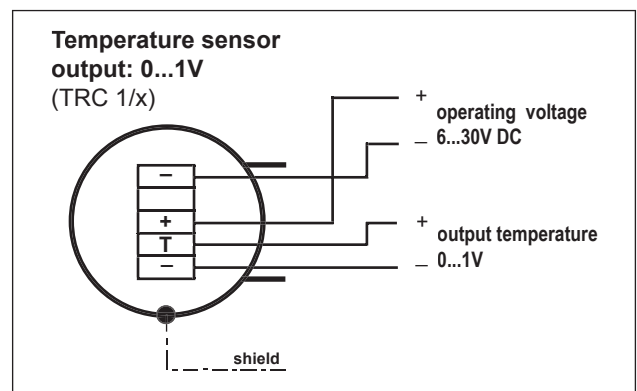 Temperature sensor
output: 0...1V
(TRC 1/x)
+
operating voltage
– 6...30V DC
–
+
T
–
+
output temperature
– 0...1V
shield